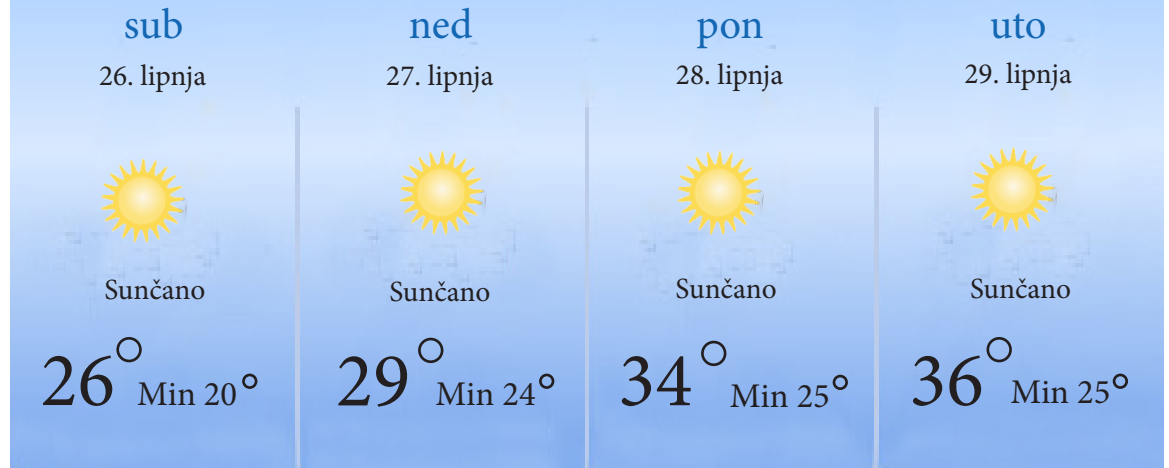 sub
26. lipnja
Sunčano
26° Min 20°
ned
27. lipnja
Sunčano
29° Min 24°
pon
28. lipnja
Sunčano
34° Min 25°
uto
29. lipnja
Sunčano
36° Min 25°